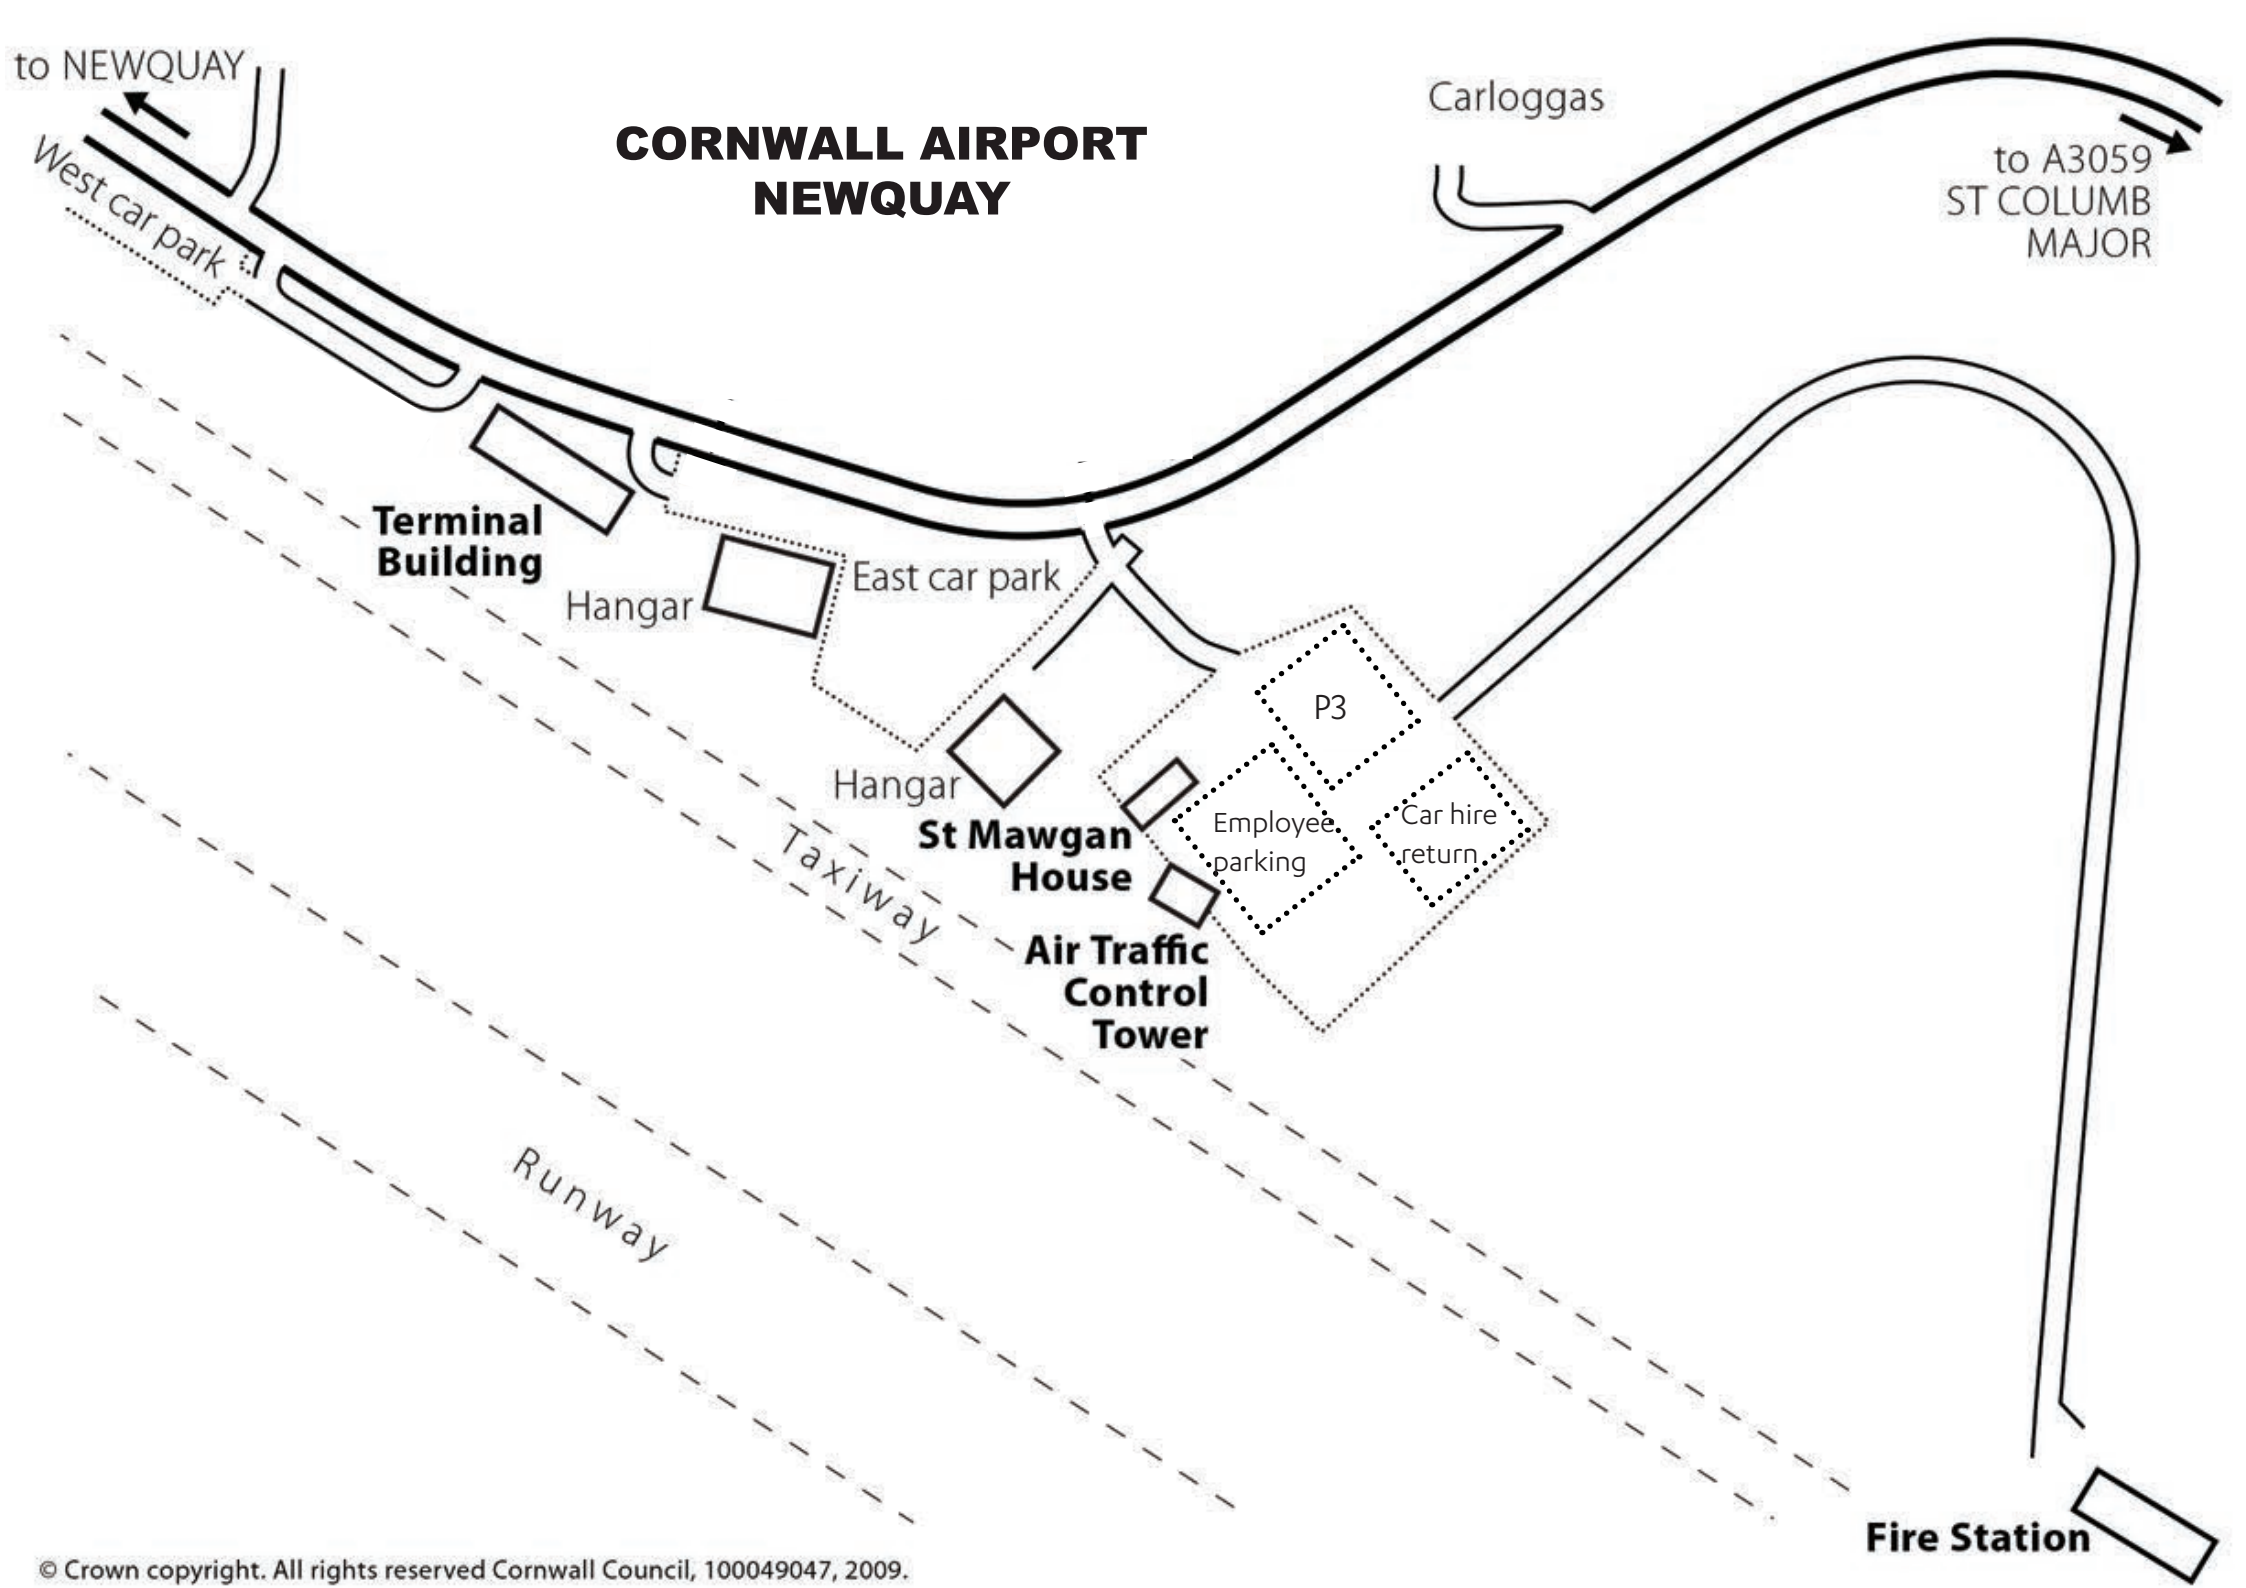 to NEWQUAY
West car park
CORNWALL AIRPORT
NEWQUAY
Carloggas
to A3059
ST COLUMB
MAJOR
Terminal
Building
Hangar
East car park
P3
Hangar
St Mawgan
House
Employee
parking
Car hire
return
Taxiway
Air Traffic
Control
Tower
Runway
Fire Station
© Crown copyright. All rights reserved Cornwall Council, 100049047, 2009.